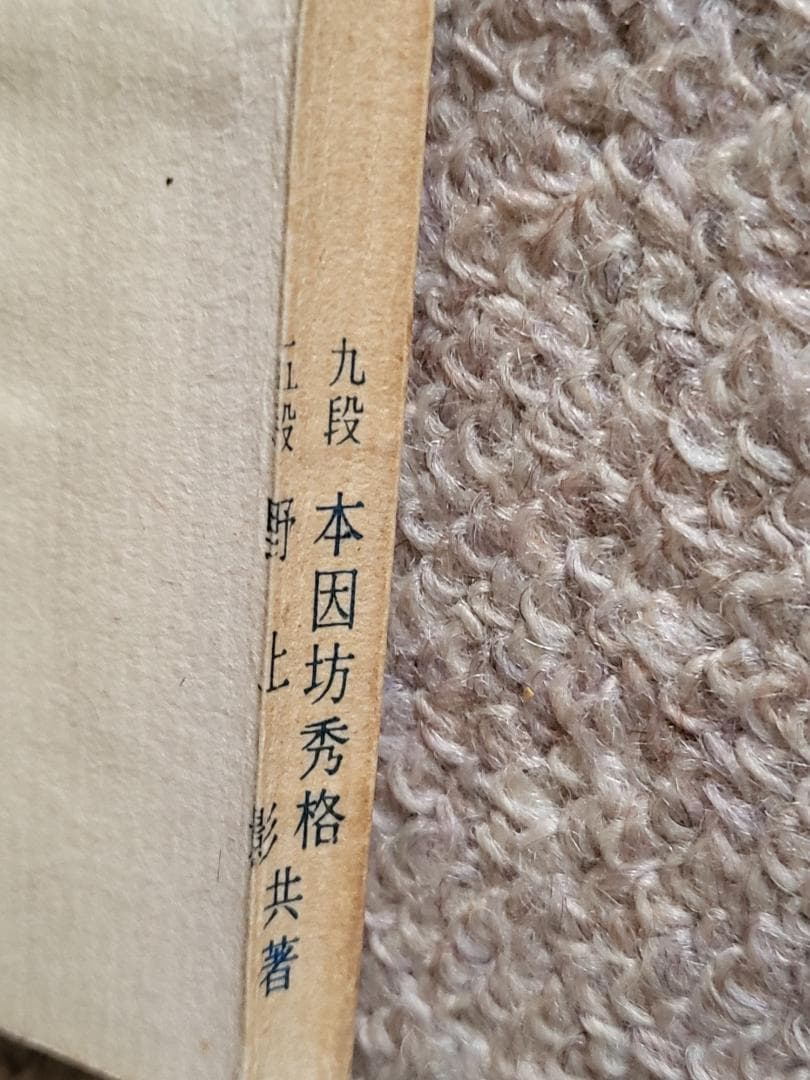 九段 本因坊秀格
五段 野上彰 共著